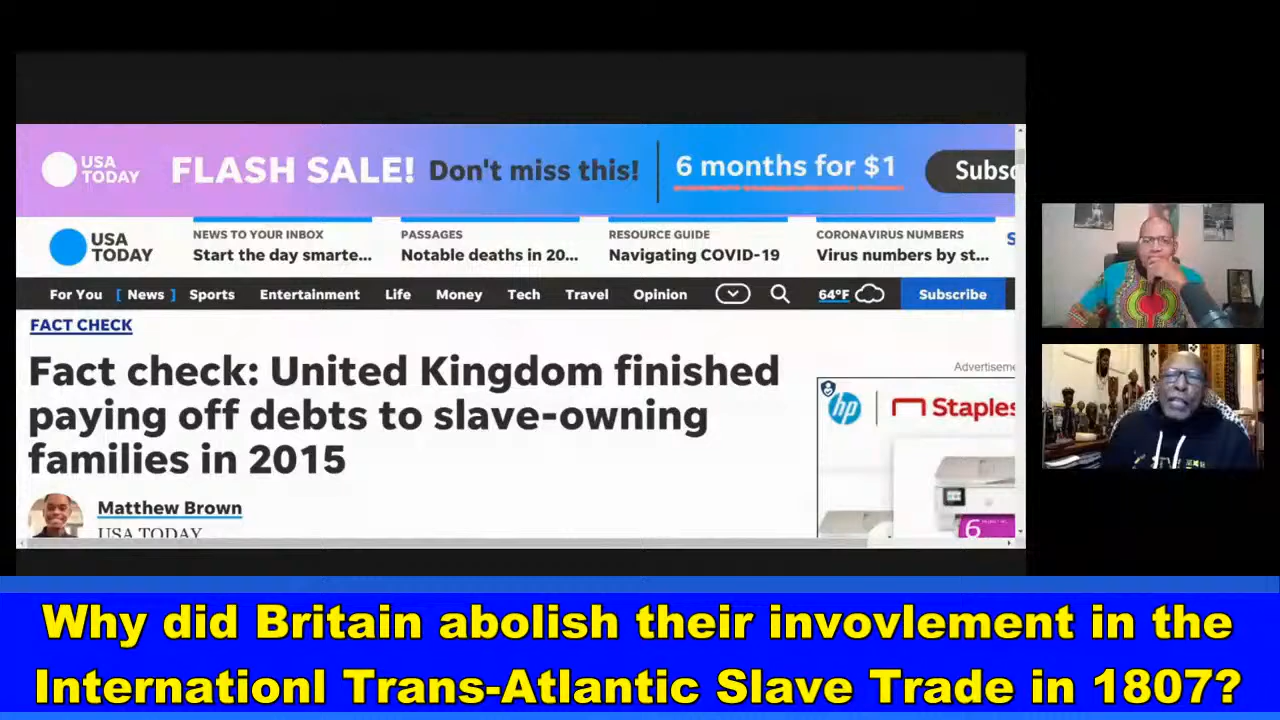 USA
TODAY
FLASH SALE! Don't miss this! 6 months for $1 Subsc
USA
TODAY
NEWS TO YOUR INBOX
Start the day smarte...
PASSAGES
Notable deaths in 20...
RESOURCE GUIDE
Navigating COVID-19
CORONAVIRUS NUMBERS
Virus numbers by st...
S
For You [ News ] Sports Entertainment Life Money Tech Travel Opinion 64°F Subscribe
FACT CHECK
Fact check: United Kingdom finished
paying off debts to slave-owning
families in 2015
Matthew Brown
USA TODAY
Advertiseme
hp
Staples
6
Why did Britain abolish their invovlement in the
Internationl Trans-Atlantic Slave Trade in 1807?